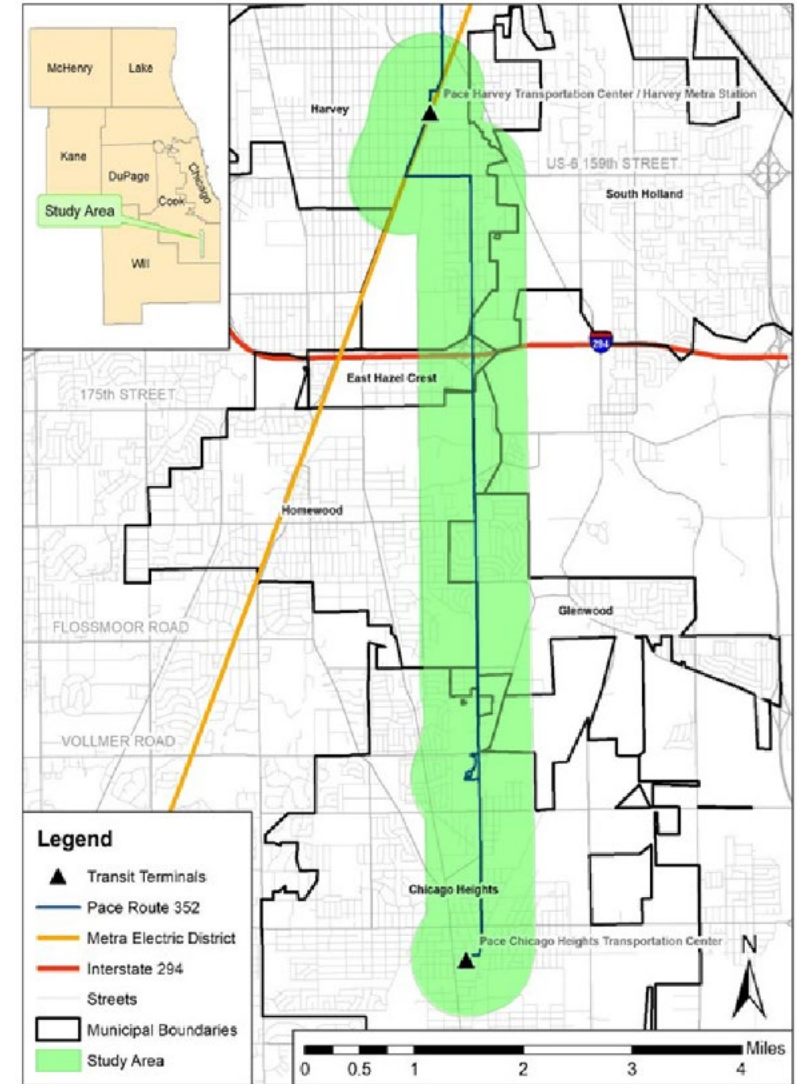 McHenry
Lake
Kane
DuPage
Cook
Chicago
Study Area
Will
Pace Harvey Transportation Center / Harvey Metra Station
Harvey
US-6 159th STREET
South Holland
294
East Hazel Crest
175th STREET
Homewood
Glenwood
FLOSSMOOR ROAD
VOLLMER ROAD
Chicago Heights
Pace Chicago Heights Transportation Center
N
Legend
Transit Terminals
Pace Route 352
Metra Electric District
Interstate 294
Streets
Municipal Boundaries
Study Area
Miles
0 0.5 1 2 3 4